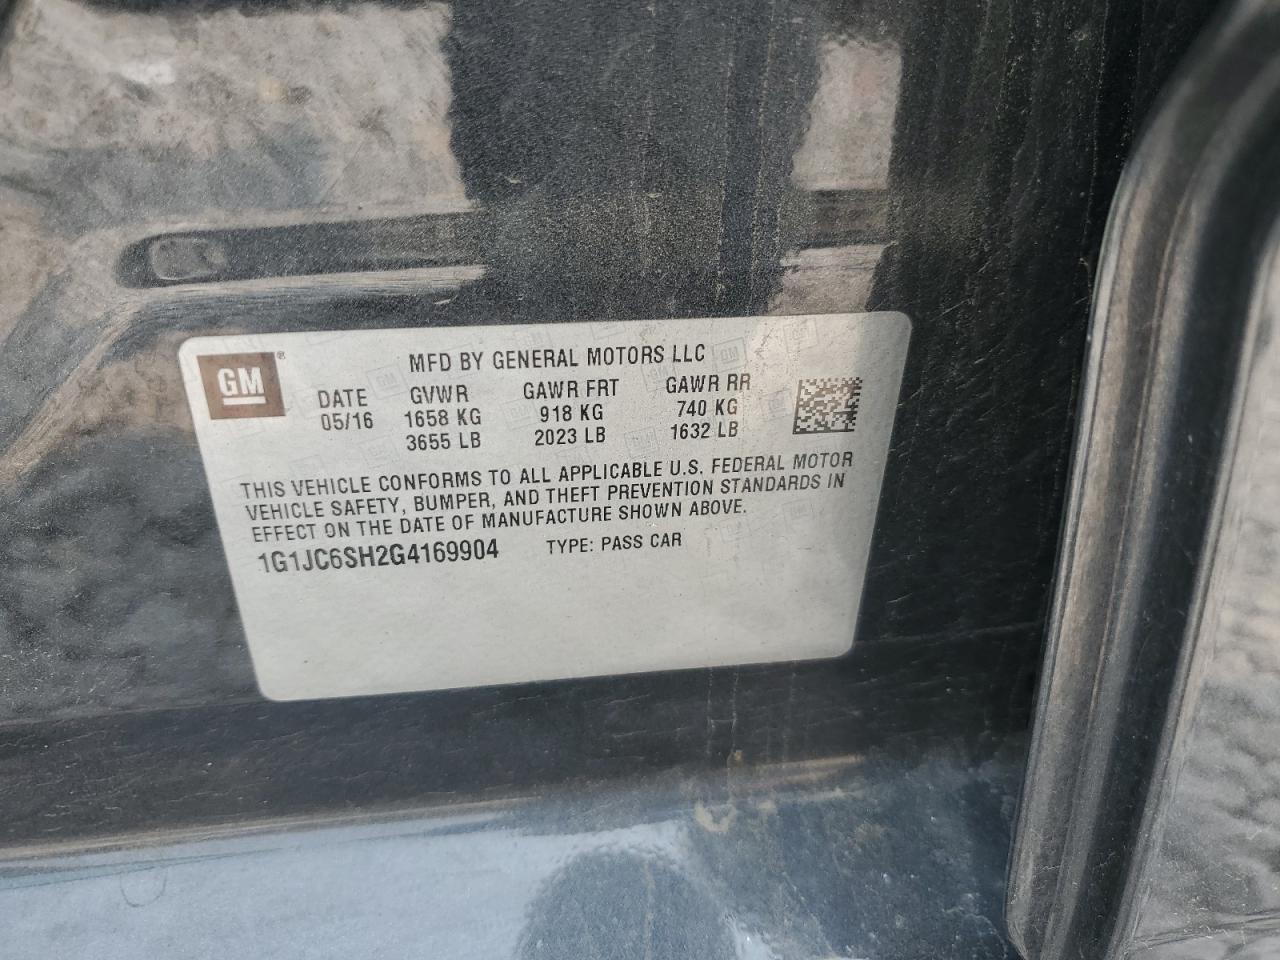 GM ®
MFD BY GENERAL MOTORS LLC
DATE GVWR GAWR FRT GAWR RR
05/16 1658 KG 918 KG 740 KG
3655 LB 2023 LB 1632 LB
THIS VEHICLE CONFORMS TO ALL APPLICABLE U.S. FEDERAL MOTOR
VEHICLE SAFETY, BUMPER, AND THEFT PREVENTION STANDARDS IN
EFFECT ON THE DATE OF MANUFACTURE SHOWN ABOVE.
1G1JC6SH2G4169904 TYPE: PASS CAR